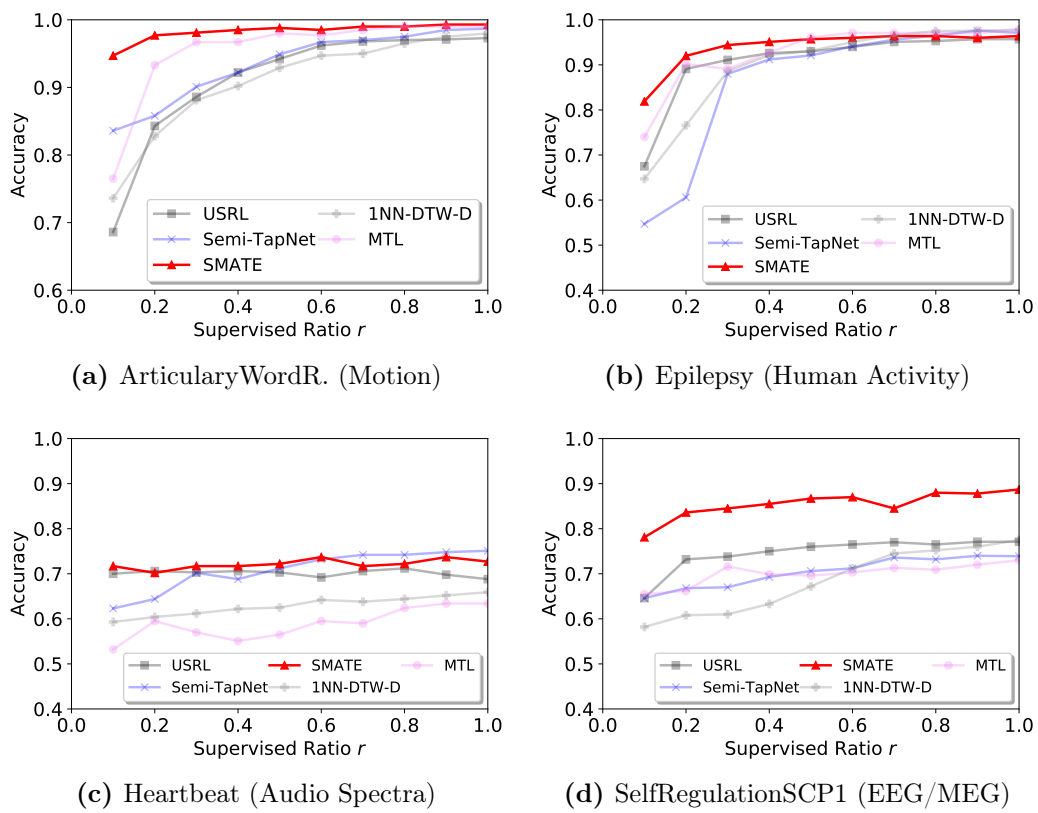 1.0
0.9
0.8
0.7
0.6
Accuracy
0.0 0.2 0.4 0.6 0.8 1.0
Supervised Ratio r
USRL 1NN-DTW-D
Semi-TapNet MTL
SMATE
(a) ArticularyWordR. (Motion)
1.0
0.9
0.8
0.7
0.6
0.5
0.4
Accuracy
0.0 0.2 0.4 0.6 0.8 1.0
Supervised Ratio r
USRL 1NN-DTW-D
Semi-TapNet MTL
SMATE
(b) Epilepsy (Human Activity)
1.0
0.9
0.8
0.7
0.6
0.5
0.4
Accuracy
0.0 0.2 0.4 0.6 0.8 1.0
Supervised Ratio r
USRL SMATE MTL
Semi-TapNet 1NN-DTW-D
(c) Heartbeat (Audio Spectra)
1.0
0.9
0.8
0.7
0.6
0.5
0.4
Accuracy
0.0 0.2 0.4 0.6 0.8 1.0
Supervised Ratio r
USRL SMATE MTL
Semi-TapNet 1NN-DTW-D
(d) SelfRegulationSCP1 (EEG/MEG)